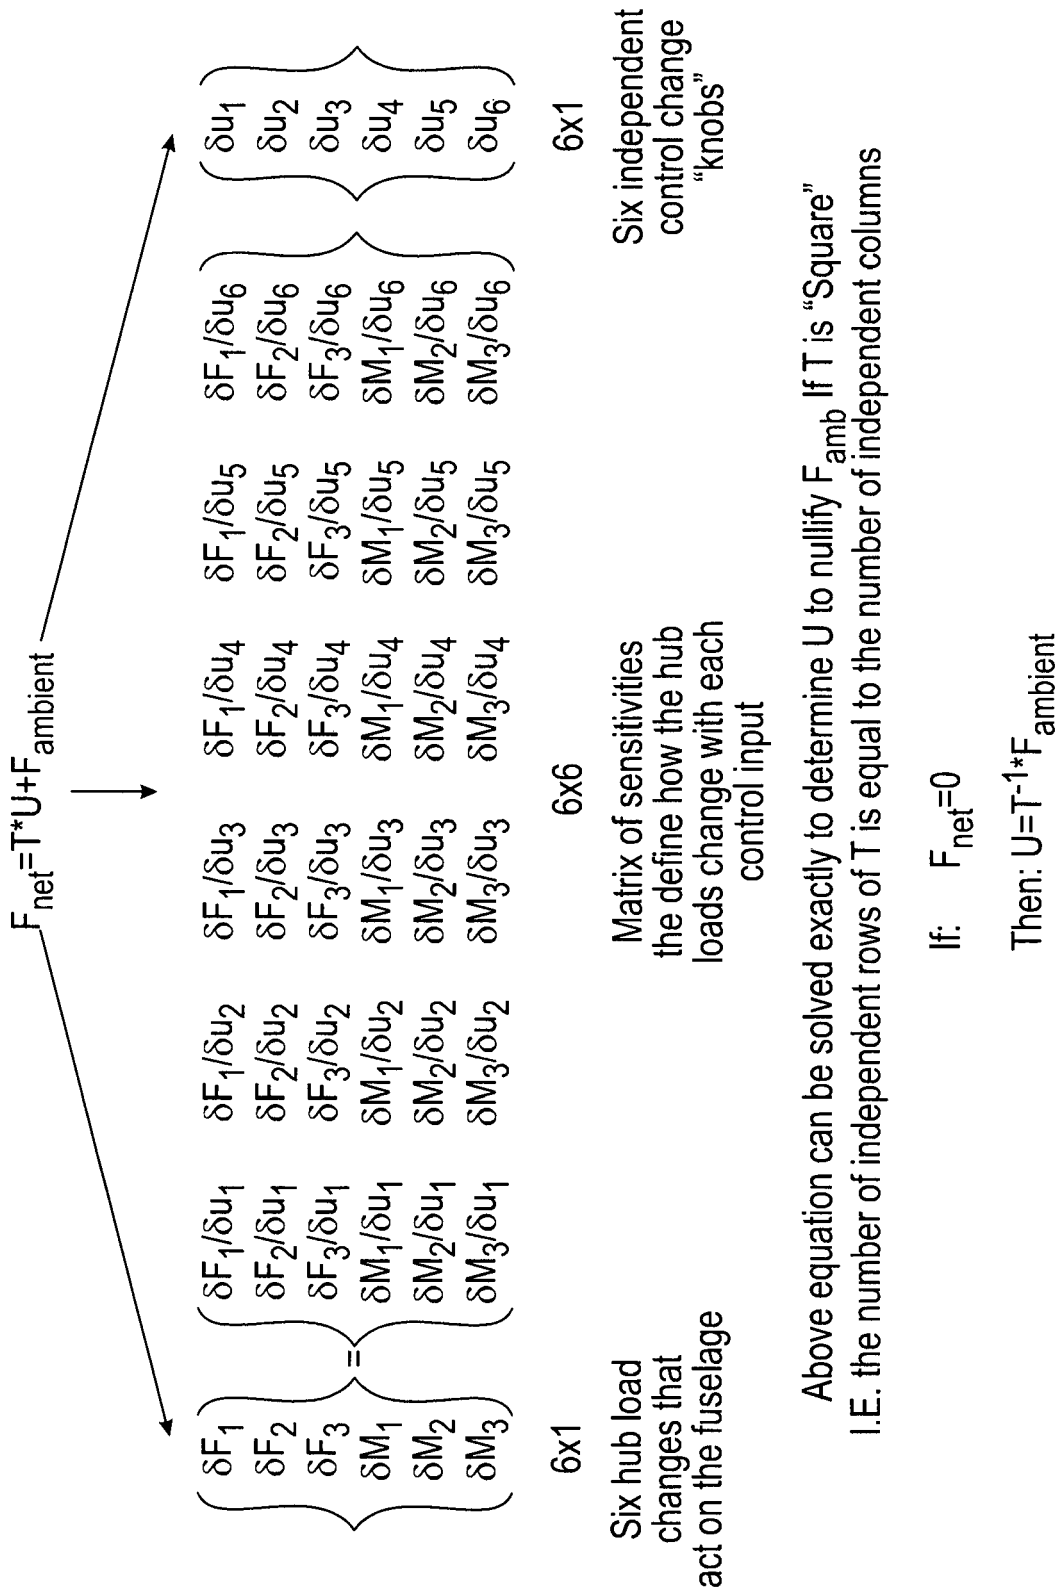 F_net=T*U+F_ambient
δF₁ = δF₁/δu₁ δF₁/δu₂ δF₁/δu₃ δF₁/δu₄ δF₁/δu₅ δF₁/δu₆ δu₁
δF₂ δF₂/δu₁ δF₂/δu₂ δF₂/δu₃ δF₂/δu₄ δF₂/δu₅ δF₂/δu₆ δu₂
δF₃ δF₃/δu₁ δF₃/δu₂ δF₃/δu₃ δF₃/δu₄ δF₃/δu₅ δF₃/δu₆ δu₃
δM₁ δM₁/δu₁ δM₁/δu₂ δM₁/δu₃ δM₁/δu₄ δM₁/δu₅ δM₁/δu₆ δu₄
δM₂ δM₂/δu₁ δM₂/δu₂ δM₂/δu₃ δM₂/δu₄ δM₂/δu₅ δM₂/δu₆ δu₅
δM₃ δM₃/δu₁ δM₃/δu₂ δM₃/δu₃ δM₃/δu₄ δM₃/δu₅ δM₃/δu₆ δu₆
6x1
Six hub load
changes that
act on the fuselage
6x6
Matrix of sensitivities
the define how the hub
loads change with each
control input
6x1
Six independent
control change
“knobs”
Above equation can be solved exactly to determine U to nullify F_amb If T is “Square”
I.E. the number of independent rows of T is equal to the number of independent columns
If: F_net=0
Then: U=T⁻¹*F_ambient